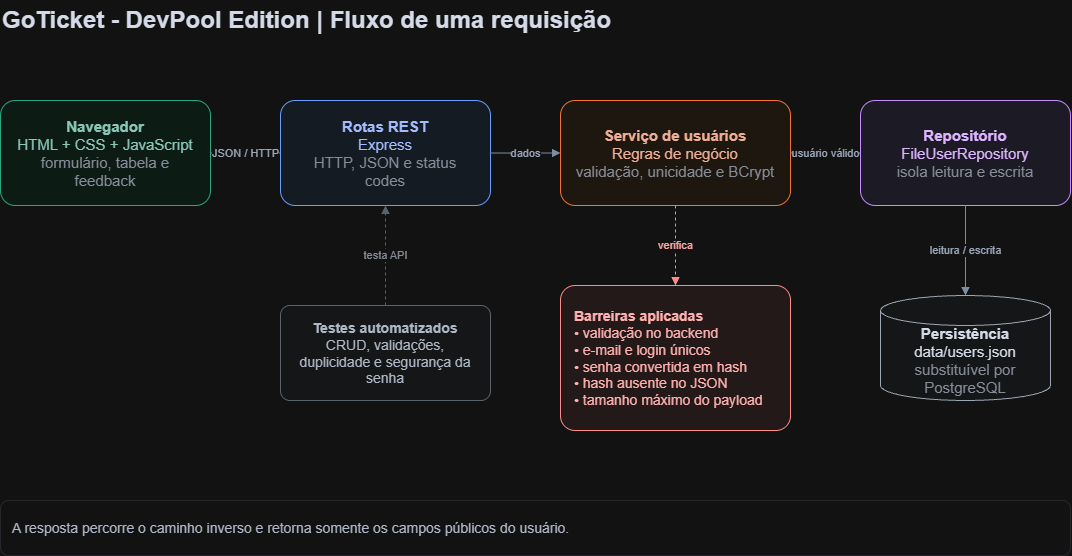 GoTicket - DevPool Edition | Fluxo de uma requisição
Navegador
HTML + CSS + JavaScript
formulário, tabela e
feedback
JSON / HTTP
Rotas REST
Express
HTTP, JSON e status
codes
dados
Serviço de usuários
Regras de negócio
validação, unicidade e BCrypt
usuário válido
Repositório
FileUserRepository
isola leitura e escrita
testa API
verifica
leitura / escrita
Testes automatizados
CRUD, validações,
duplicidade e segurança da
senha
Barreiras aplicadas
• validação no backend
• e-mail e login únicos
• senha convertida em hash
• hash ausente no JSON
• tamanho máximo do payload
Persistência
data/users.json
substituível por
PostgreSQL
A resposta percorre o caminho inverso e retorna somente os campos públicos do usuário.